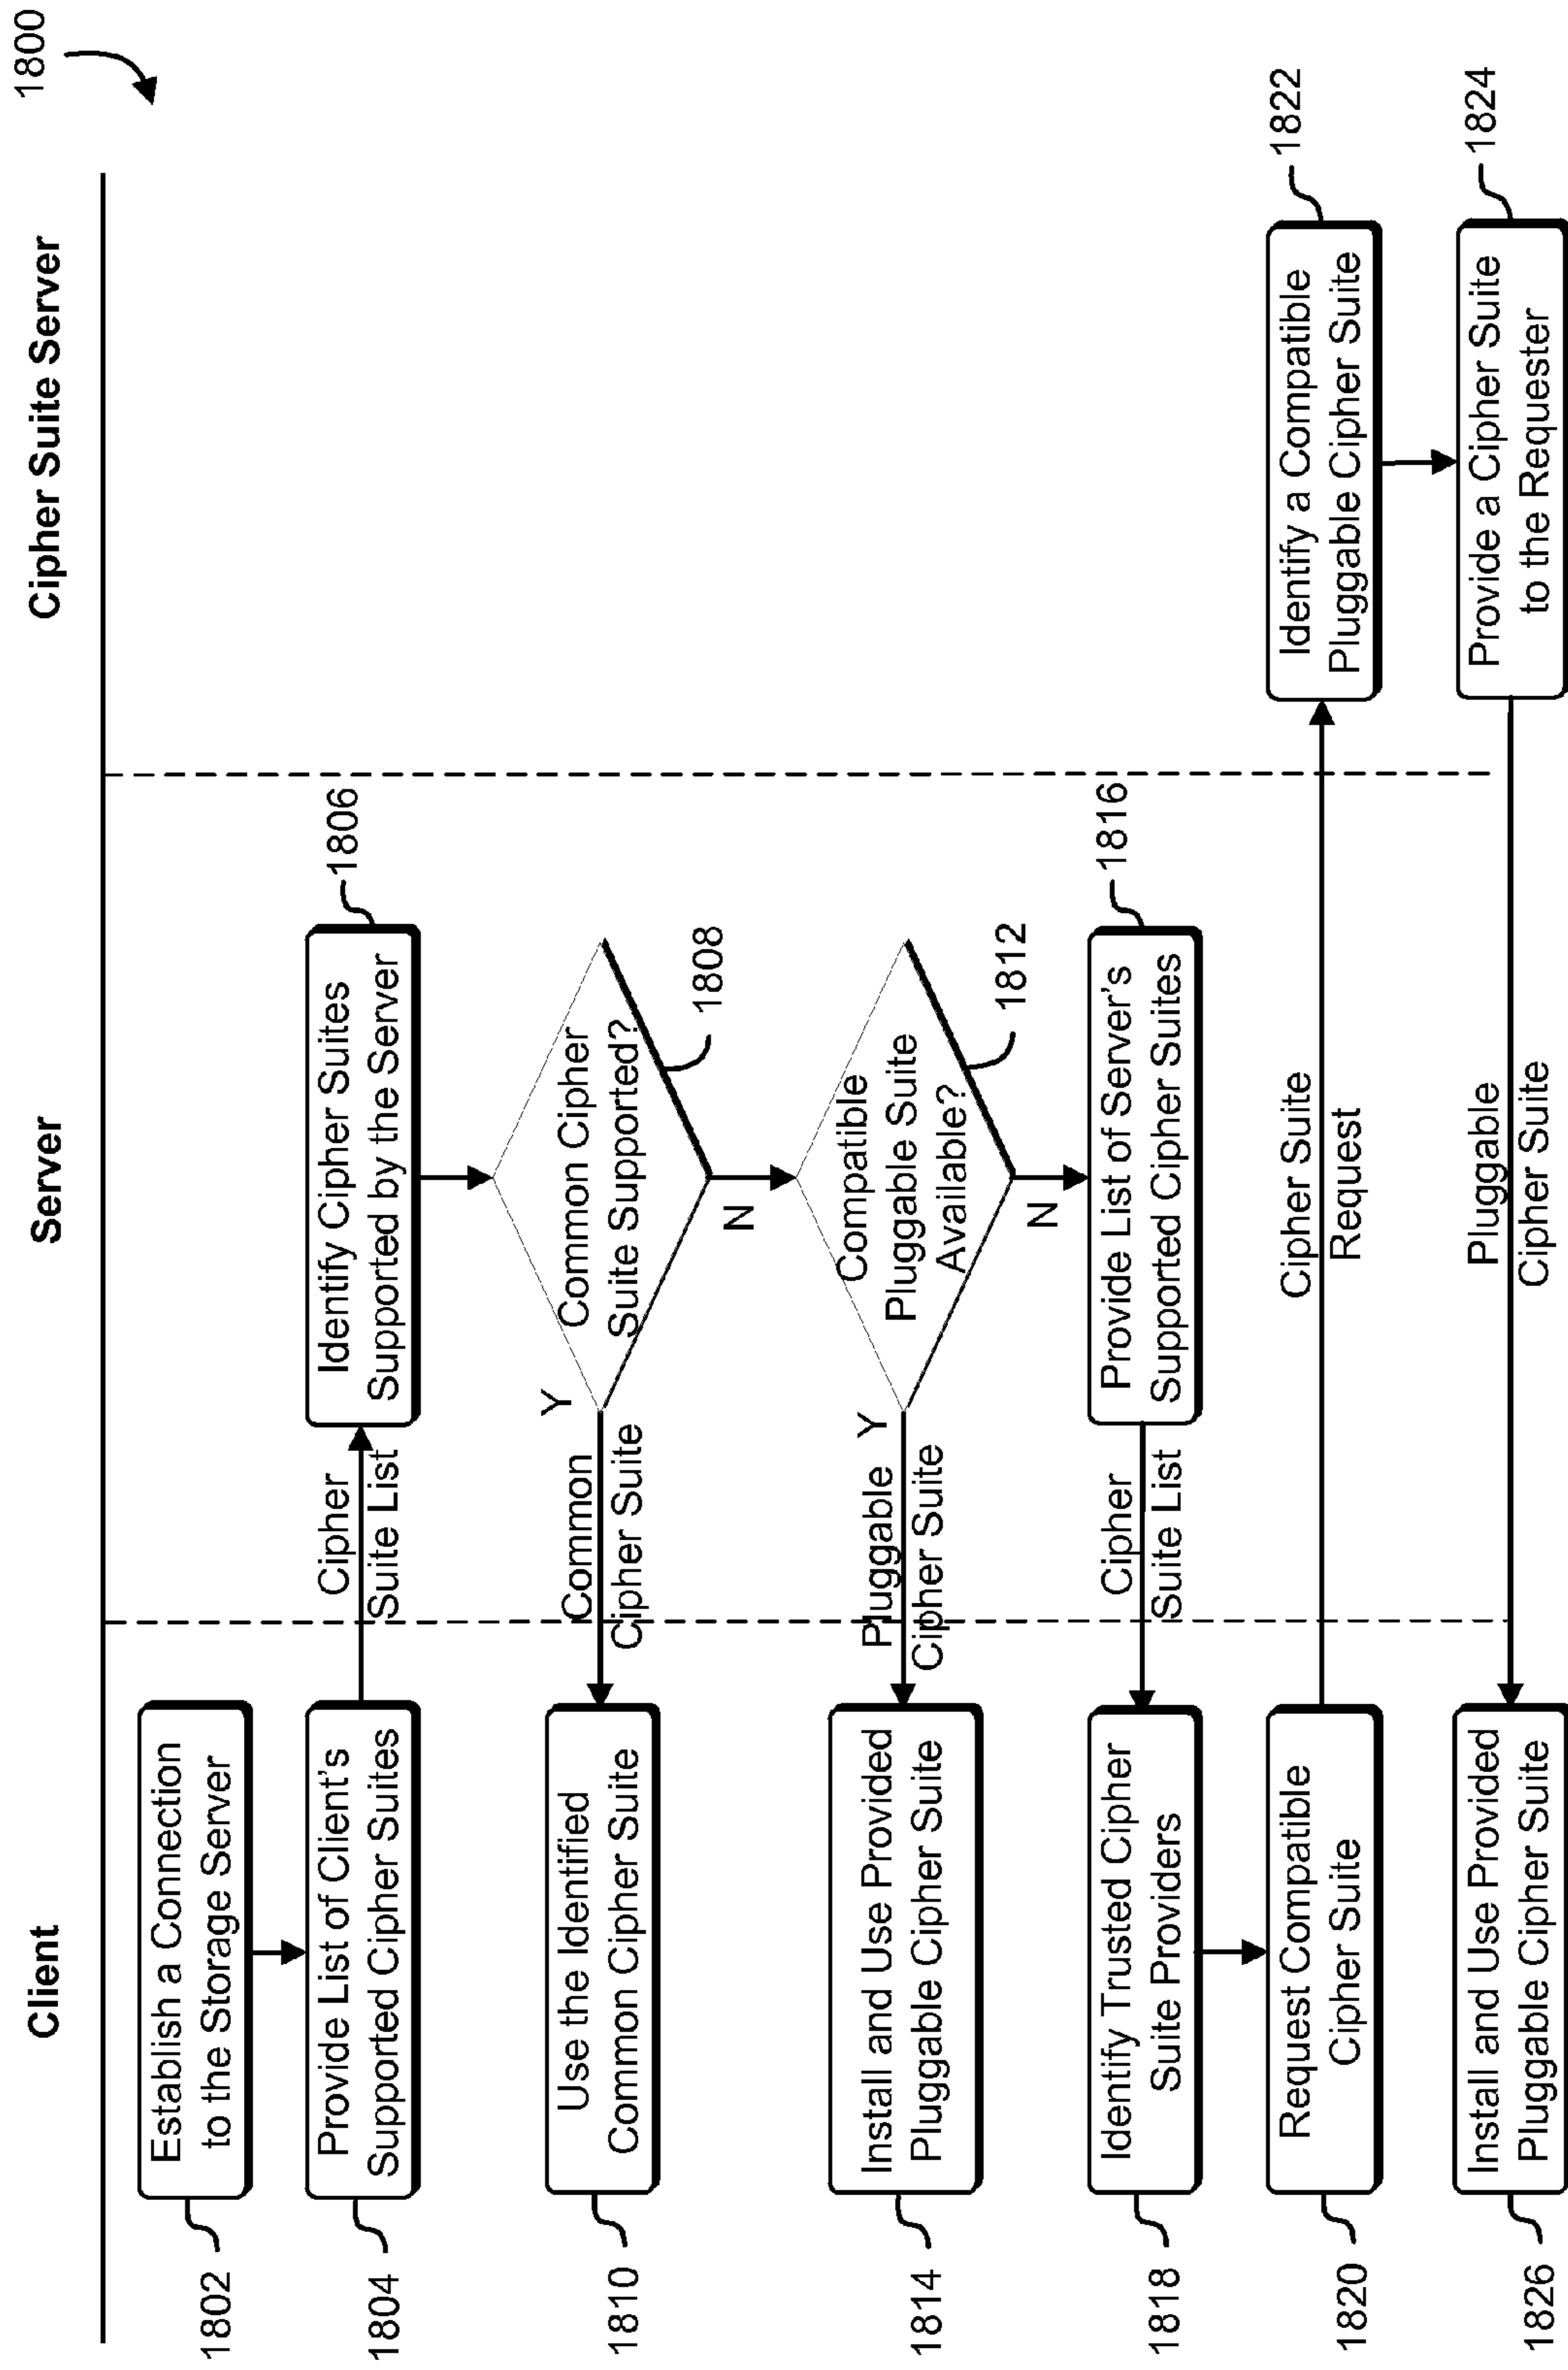 1800
Client
Server
Cipher Suite Server
1802
Establish a Connection
to the Storage Server
1804
Provide List of Client's
Supported Cipher Suites
Cipher
Suite List
Identify Cipher Suites
Supported by the Server
1806
Common Cipher
Suite Supported?
1808
Y
Common
Cipher Suite
N
1810
Use the Identified
Common Cipher Suite
Compatible
Pluggable Suite
Available?
1812
Y
Pluggable
Cipher Suite
N
1814
Install and Use Provided
Pluggable Cipher Suite
Provide List of Server's
Supported Cipher Suites
1816
Cipher
Suite List
1818
Identify Trusted Cipher
Suite Providers
1820
Request Compatible
Cipher Suite
Cipher Suite
Request
Identify a Compatible
Pluggable Cipher Suite
1822
Provide a Cipher Suite
to the Requester
1824
Pluggable
Cipher Suite
1826
Install and Use Provided
Pluggable Cipher Suite